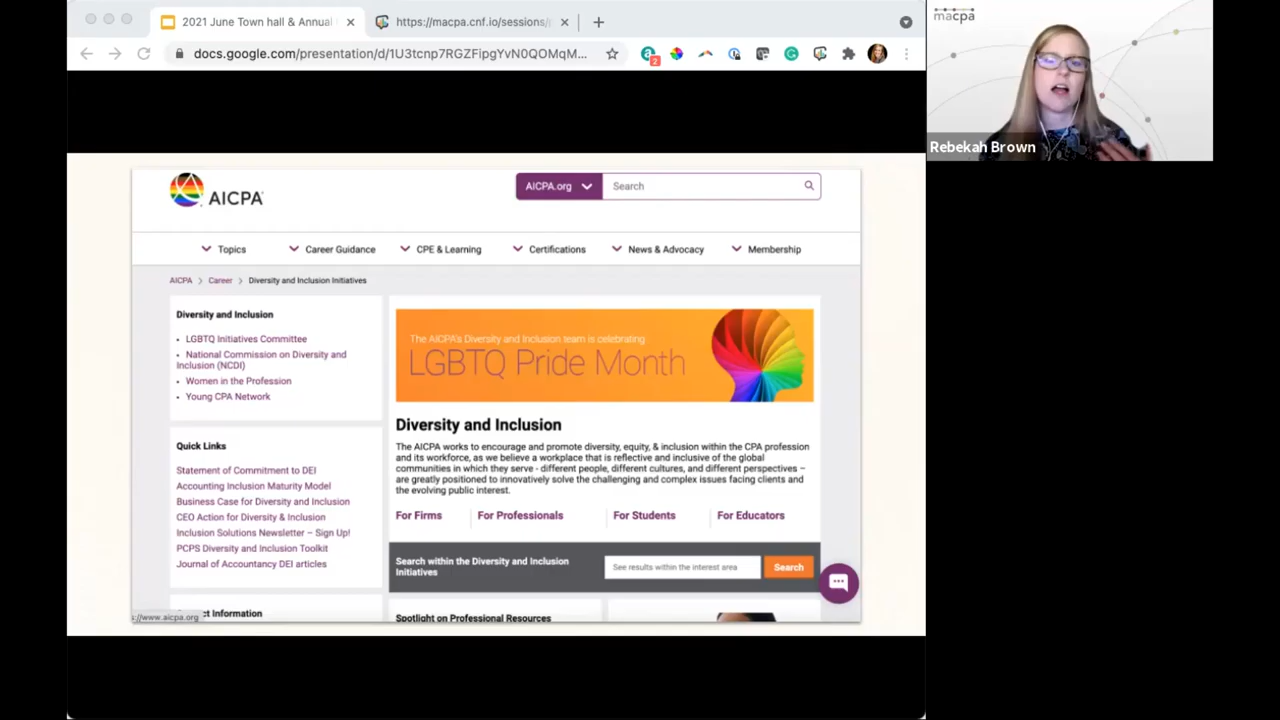 2021 June Town hall & Annual
https://macpa.cnf.io/sessions/
docs.google.com/presentation/d/1U3tcnp7RGZFipgYvN0QOMqM...
2
macpa
Rebekah Brown
AICPA
AICPA.org
Search
Topics
Career Guidance
CPE & Learning
Certifications
News & Advocacy
Membership
AICPA > Career > Diversity and Inclusion Initiatives
Diversity and Inclusion
• LGBTQ Initiatives Committee
• National Commission on Diversity and
Inclusion (NCDI)
• Women in the Profession
• Young CPA Network
Quick Links
Statement of Commitment to DEI
Accounting Inclusion Maturity Model
Business Case for Diversity and Inclusion
CEO Action for Diversity & Inclusion
Inclusion Solutions Newsletter – Sign Up!
PCPS Diversity and Inclusion Toolkit
Journal of Accountancy DEI articles
ct Information
s://www.aicpa.org
The AICPA's Diversity and Inclusion team is celebrating
LGBTQ Pride Month
Diversity and Inclusion
The AICPA works to encourage and promote diversity, equity, & inclusion within the CPA profession
and its workforce, as we believe a workplace that is reflective and inclusive of the global
communities in which they serve - different people, different cultures, and different perspectives –
are greatly positioned to innovatively solve the challenging and complex issues facing clients and
the evolving public interest.
For Firms
For Professionals
For Students
For Educators
Search within the Diversity and Inclusion
Initiatives
See results within the interest area
Search
Spotlight on Professional Resources